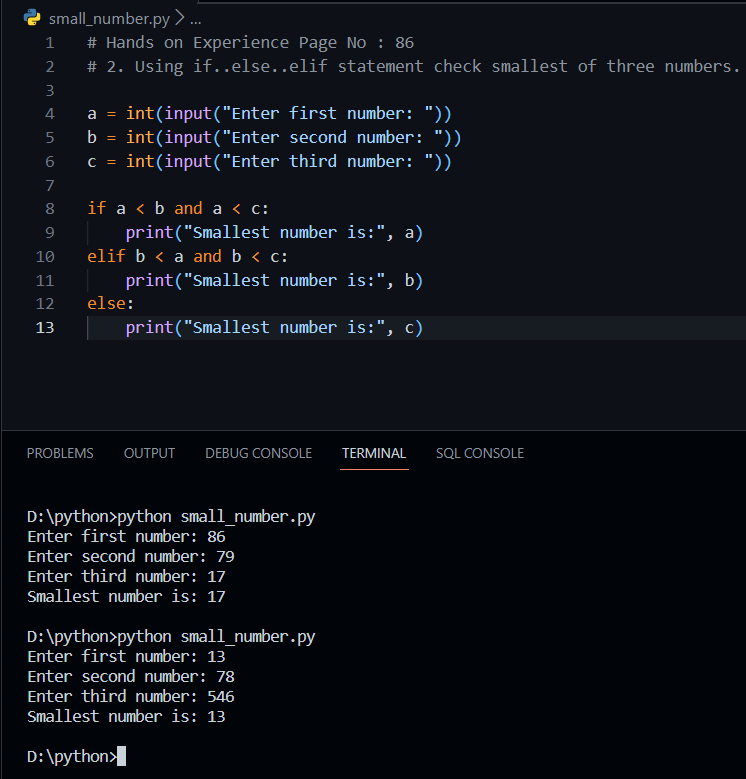 small_number.py > ...
1 # Hands on Experience Page No : 86
2 # 2. Using if..else..elif statement check smallest of three numbers.
3
4 a = int(input("Enter first number: "))
5 b = int(input("Enter second number: "))
6 c = int(input("Enter third number: "))
7
8 if a < b and a < c:
9     print("Smallest number is:", a)
10 elif b < a and b < c:
11     print("Smallest number is:", b)
12 else:
13     print("Smallest number is:", c)
PROBLEMS OUTPUT DEBUG CONSOLE TERMINAL SQL CONSOLE
D:\python>python small_number.py
Enter first number: 86
Enter second number: 79
Enter third number: 17
Smallest number is: 17
D:\python>python small_number.py
Enter first number: 13
Enter second number: 78
Enter third number: 546
Smallest number is: 13
D:\python>